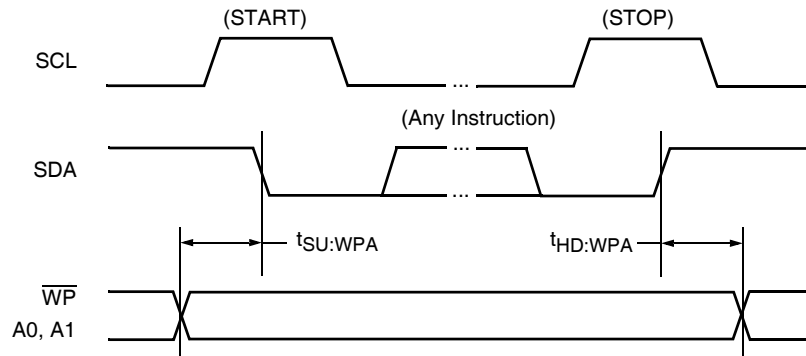 (START)
(STOP)
SCL
...
(Any Instruction)
...
SDA
...
tSU:WPA
tHD:WPA
WP
A0, A1